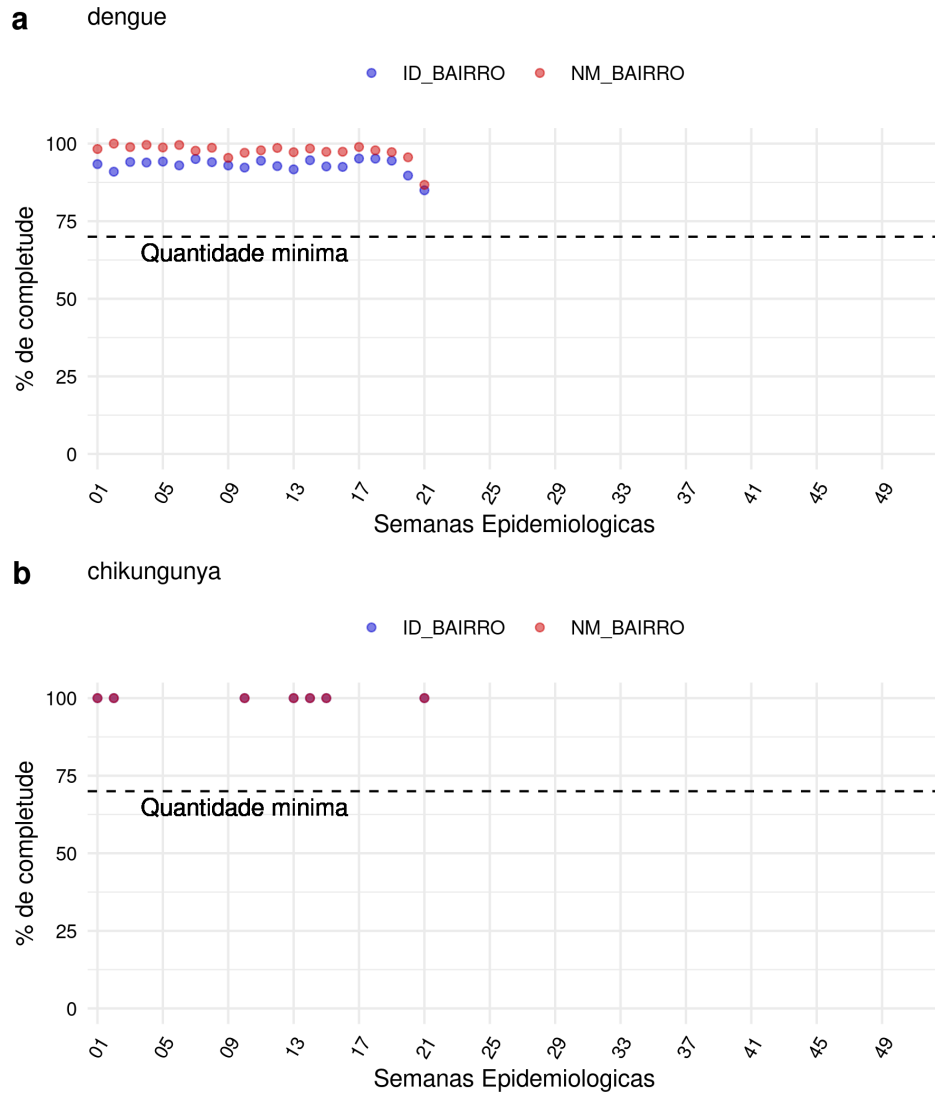 a dengue
ID_BAIRRO NM_BAIRRO
100
75
50
25
0
% de completude
Quantidade minima
01 05 09 13 17 21 25 29 33 37 41 45 49
Semanas Epidemiologicas
b chikungunya
ID_BAIRRO NM_BAIRRO
100
75
50
25
0
% de completude
Quantidade minima
01 05 09 13 17 21 25 29 33 37 41 45 49
Semanas Epidemiologicas